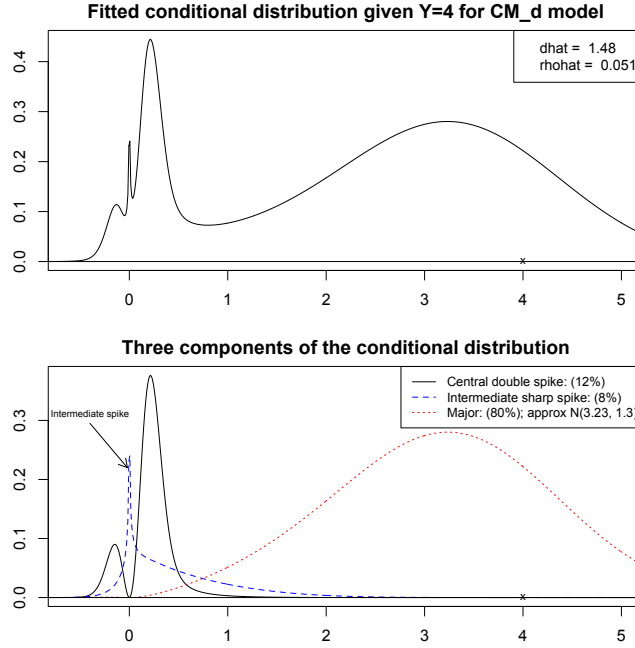 Fitted conditional distribution given Y=4 for CM_d model
dhat = 1.48
rhohat = 0.051
0.4
0.3
0.2
0.1
0.0
x
0 1 2 3 4 5
Three components of the conditional distribution
Central double spike: (12%)
Intermediate sharp spike: (8%)
Major: (80%); approx N(3.23, 1.3)
Intermediate spike
0.3
0.2
0.1
0.0
x
0 1 2 3 4 5